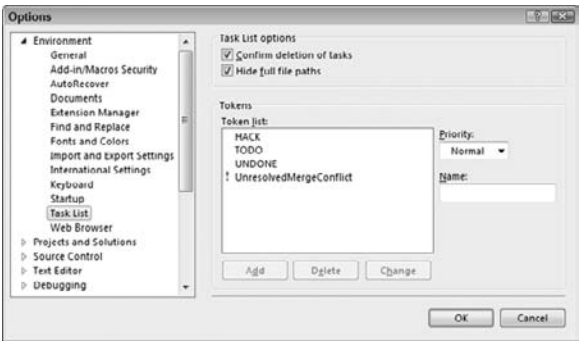 Options
Environment
General
Add-in/Macros Security
AutoRecover
Documents
Extension Manager
Find and Replace
Fonts and Colors
Import and Export Settings
International Settings
Keyboard
Startup
Task List
Web Browser
Projects and Solutions
Source Control
Text Editor
Debugging
Task List options
Confirm deletion of tasks
Hide full file paths
Tokens
Token list:
HACK
TODO
UNDONE
! UnresolvedMergeConflict
Priority:
Normal
Name:
Add Delete Change
OK Cancel